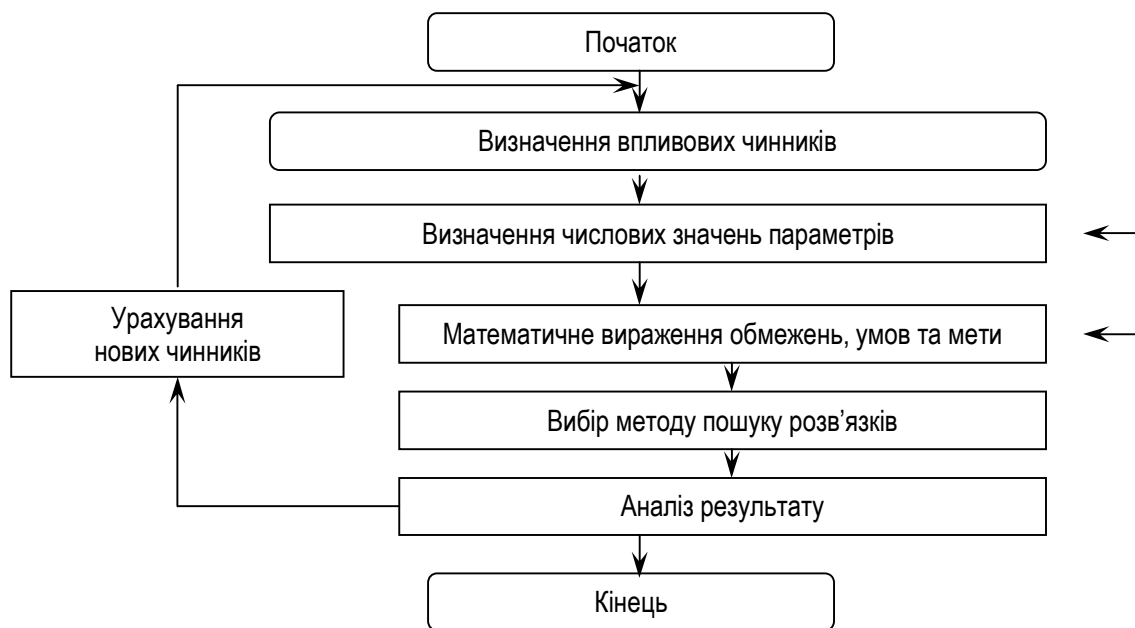 Початок
Визначення впливових чинників
Визначення числових значень параметрів
Урахування
нових чинників
Математичне вираження обмежень, умов та мети
Вибір методу пошуку розв’язків
Аналіз результату
Кінець